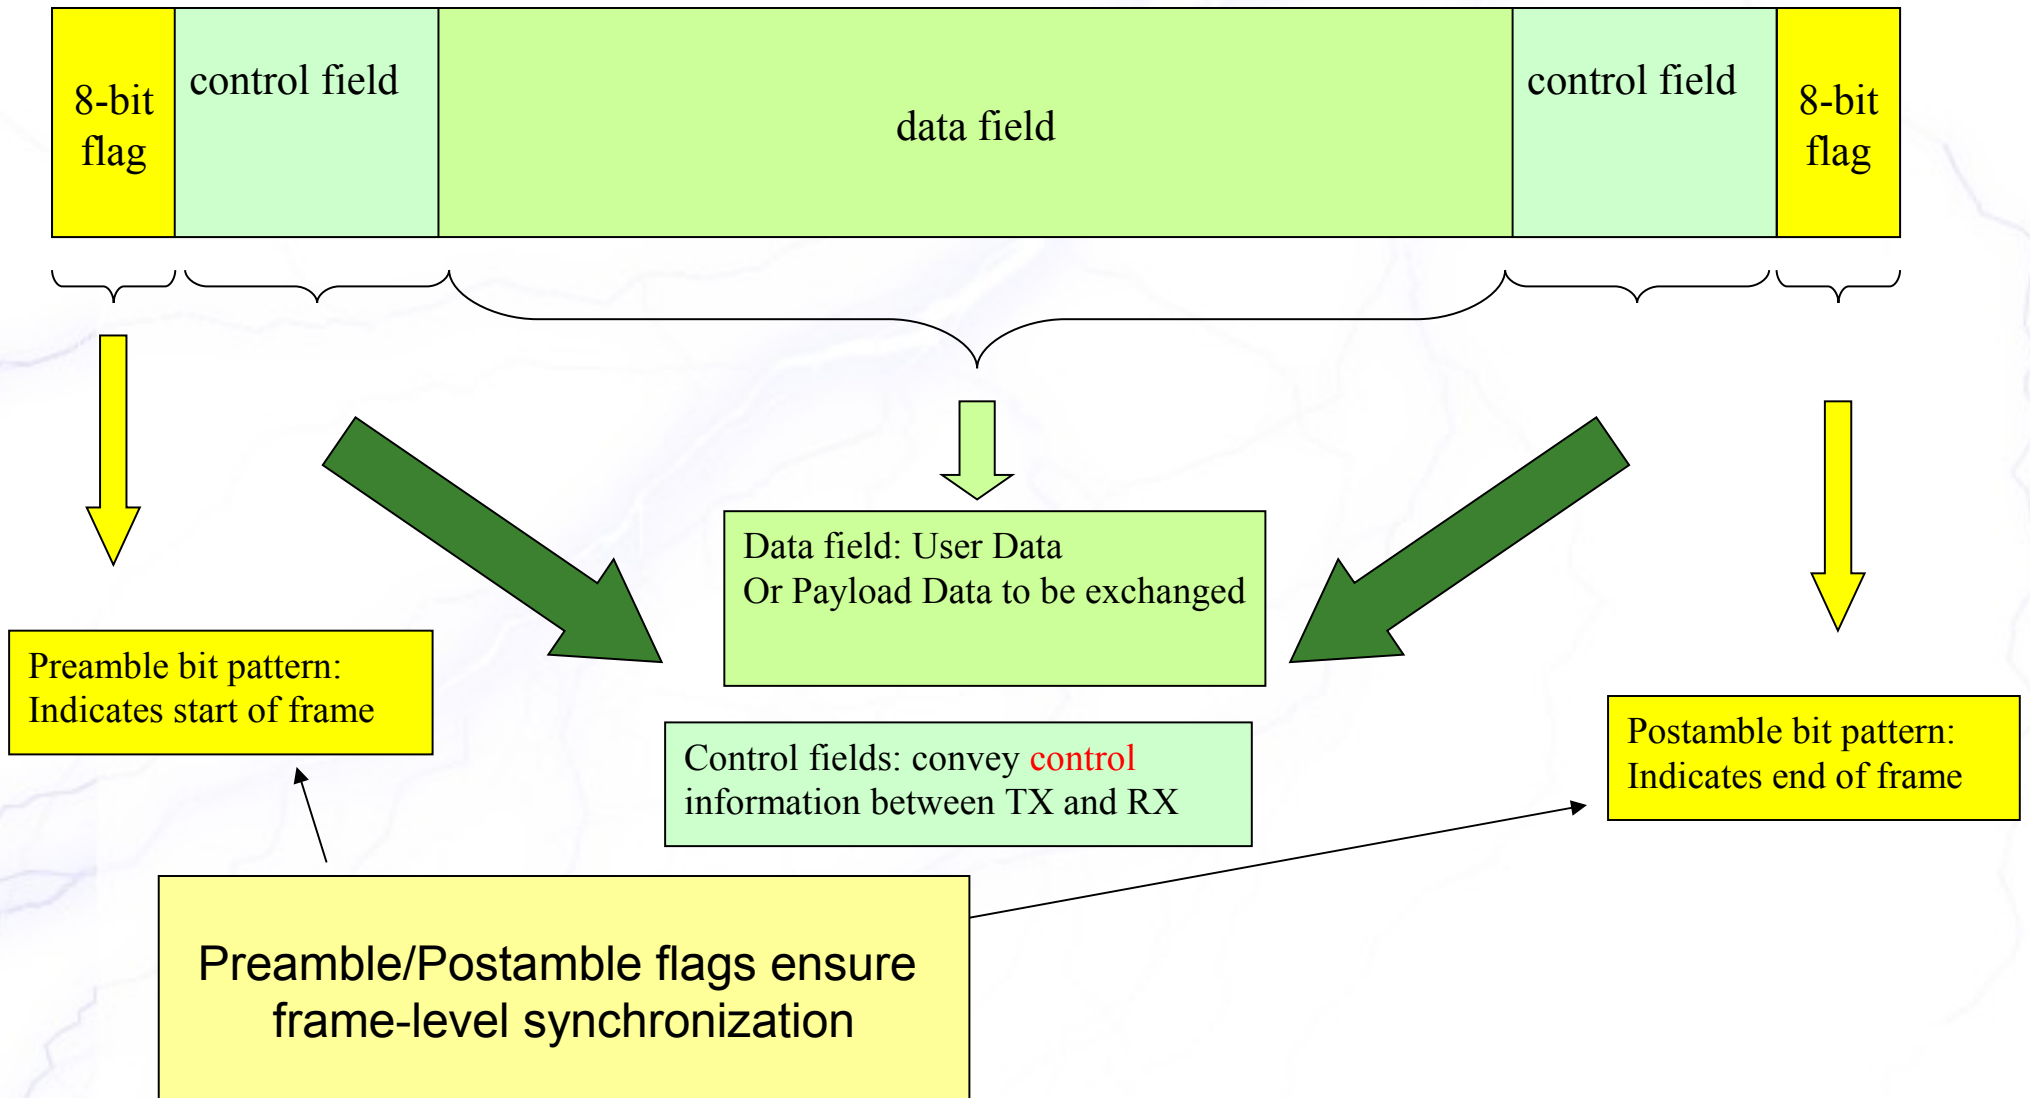 8-bit
flag
control field
data field
control field
8-bit
flag
Data field: User Data
Or Payload Data to be exchanged
Preamble bit pattern:
Indicates start of frame
Control fields: convey control
information between TX and RX
Postamble bit pattern:
Indicates end of frame
Preamble/Postamble flags ensure
frame-level synchronization